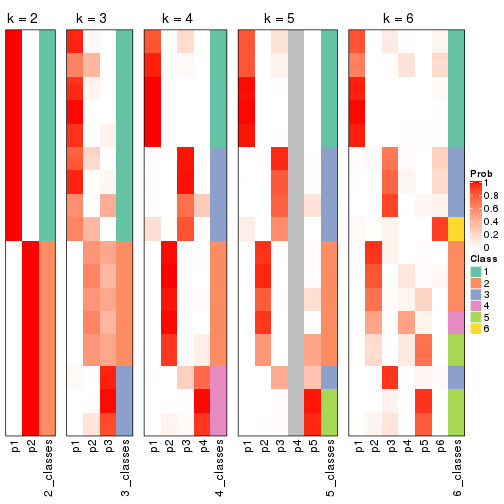 k = 2
k = 3
k = 4
k = 5
k = 6
Prob
1
0.8
0.6
0.4
0.2
0
Class
1
2
3
4
5
6
p1
p2
2_classes
p1
p2
p3
3_classes
p1
p2
p3
p4
4_classes
p1
p2
p3
p4
p5
5_classes
p1
p2
p3
p4
p5
p6
6_classes